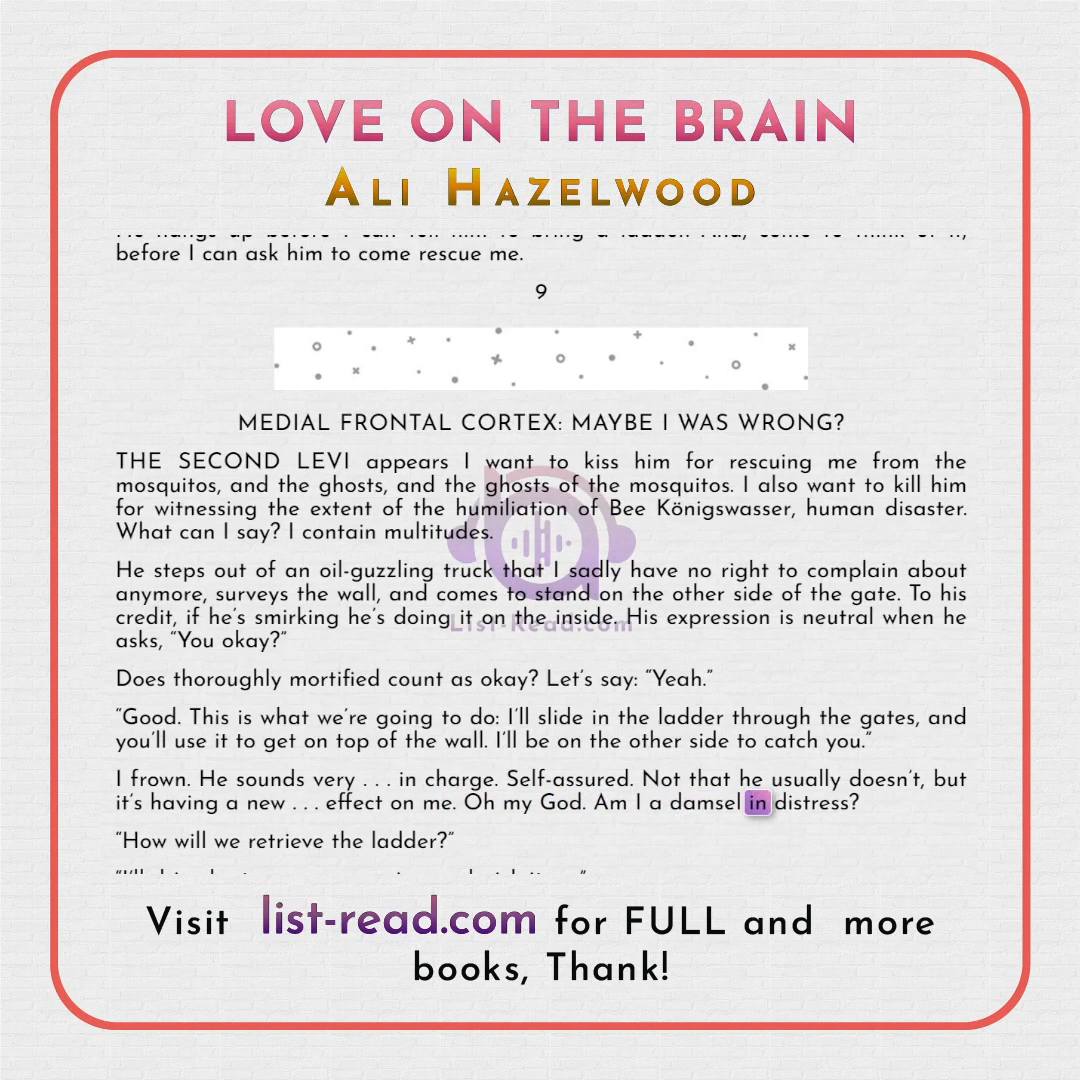 LOVE ON THE BRAIN
ALI HAZELWOOD
before I can ask him to come rescue me.
9
MEDIAL FRONTAL CORTEX: MAYBE I WAS WRONG?
THE SECOND LEVI appears I want to kiss him for rescuing me from the
mosquitos, and the ghosts, and the ghosts of the mosquitos. I also want to kill him
for witnessing the extent of the humiliation of Bee Königswasser, human disaster.
What can I say? I contain multitudes.
He steps out of an oil-guzzling truck that I sadly have no right to complain about
anymore, surveys the wall, and comes to stand on the other side of the gate. To his
credit, if he’s smirking he’s doing it on the inside. His expression is neutral when he
asks, “You okay?”
Does thoroughly mortified count as okay? Let’s say: “Yeah.”
“Good. This is what we’re going to do: I’ll slide in the ladder through the gates, and
you’ll use it to get on top of the wall. I’ll be on the other side to catch you.”
I frown. He sounds very . . . in charge. Self-assured. Not that he usually doesn’t, but
it’s having a new . . . effect on me. Oh my God. Am I a damsel in distress?
“How will we retrieve the ladder?”
List-Read.com
Visit list-read.com for FULL and more
books, Thank!